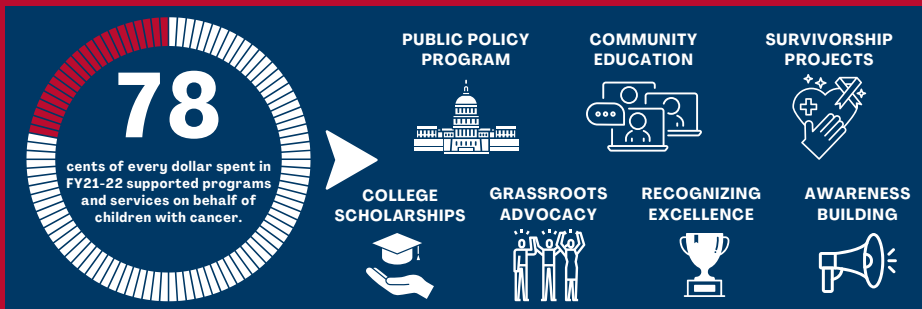 78
cents of every dollar spent in
FY21-22 supported programs
and services on behalf of
children with cancer.
PUBLIC POLICY
PROGRAM
COMMUNITY
EDUCATION
SURVIVORSHIP
PROJECTS
COLLEGE
SCHOLARSHIPS
GRASSROOTS
ADVOCACY
RECOGNIZING
EXCELLENCE
AWARENESS
BUILDING